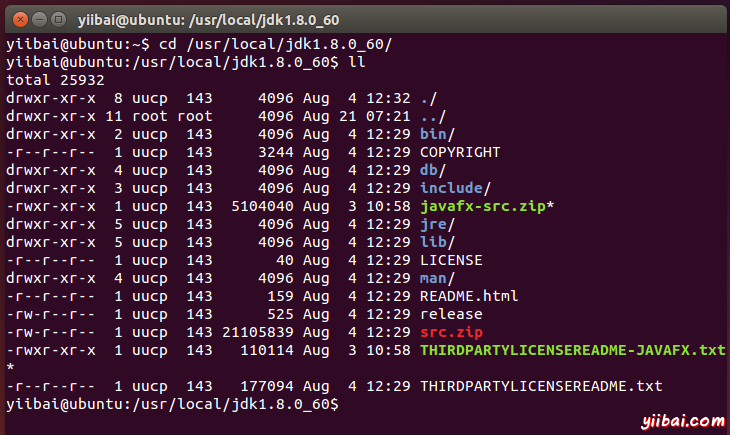 yiibai@ubuntu: /usr/local/jdk1.8.0_60
yiibai@ubuntu:~$ cd /usr/local/jdk1.8.0_60/
yiibai@ubuntu:/usr/local/jdk1.8.0_60$ ll
total 25932
drwxr-xr-x  8 uucp  143     4096 Aug  4 12:32 ./
drwxr-xr-x 11 root root     4096 Aug 21 07:21 ../
drwxr-xr-x  2 uucp  143     4096 Aug  4 12:29 bin/
-r--r--r--  1 uucp  143     3244 Aug  4 12:29 COPYRIGHT
drwxr-xr-x  4 uucp  143     4096 Aug  4 12:29 db/
drwxr-xr-x  3 uucp  143     4096 Aug  4 12:29 include/
-rwxr-xr-x  1 uucp  143  5104040 Aug  3 10:58 javafx-src.zip*
drwxr-xr-x  5 uucp  143     4096 Aug  4 12:29 jre/
drwxr-xr-x  5 uucp  143     4096 Aug  4 12:29 lib/
-r--r--r--  1 uucp  143       40 Aug  4 12:29 LICENSE
drwxr-xr-x  4 uucp  143     4096 Aug  4 12:29 man/
-r--r--r--  1 uucp  143      159 Aug  4 12:29 README.html
-rw-r--r--  1 uucp  143      525 Aug  4 12:29 release
-rw-r--r--  1 uucp  143 21105839 Aug  4 12:29 src.zip
-rwxr-xr-x  1 uucp  143   110114 Aug  3 10:58 THIRDPARTYLICENSEREADME-JAVAFX.txt
*
-r--r--r--  1 uucp  143   177094 Aug  4 12:29 THIRDPARTYLICENSEREADME.txt
yiibai@ubuntu:/usr/local/jdk1.8.0_60$
yiibai.com